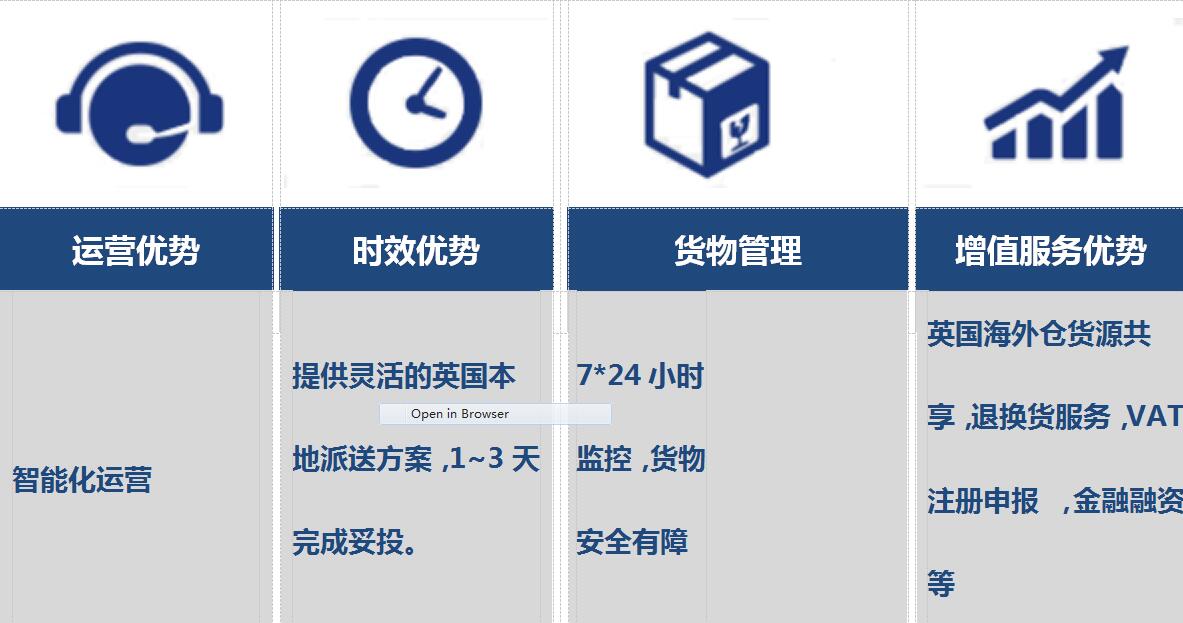 运营优势
时效优势
货物管理
增值服务优势
智能化运营
提供灵活的英国本
地派送方案 ,1~3 天
完成妥投。
Open in Browser
7*24 小时
监控 ,货物
安全有障
英国海外仓货源共
享 ,退换货服务 ,VAT
注册申报 ,金融融资
等